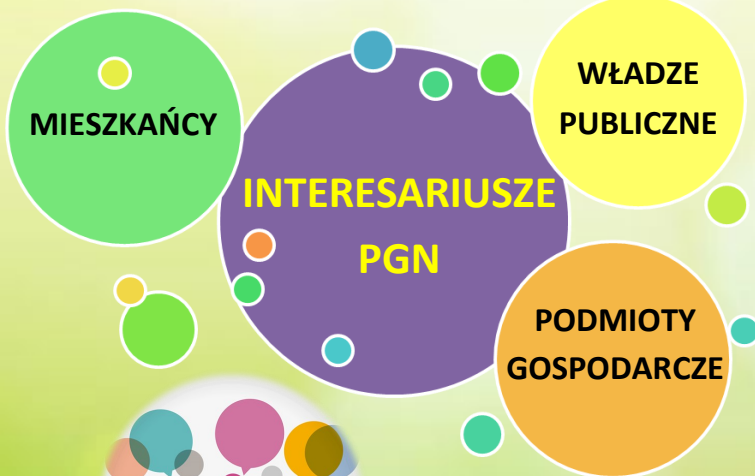 MIESZKAŃCY
INTERESARIUSZE
PGN
WŁADZE
PUBLICZNE
PODMIOTY
GOSPODARCZE